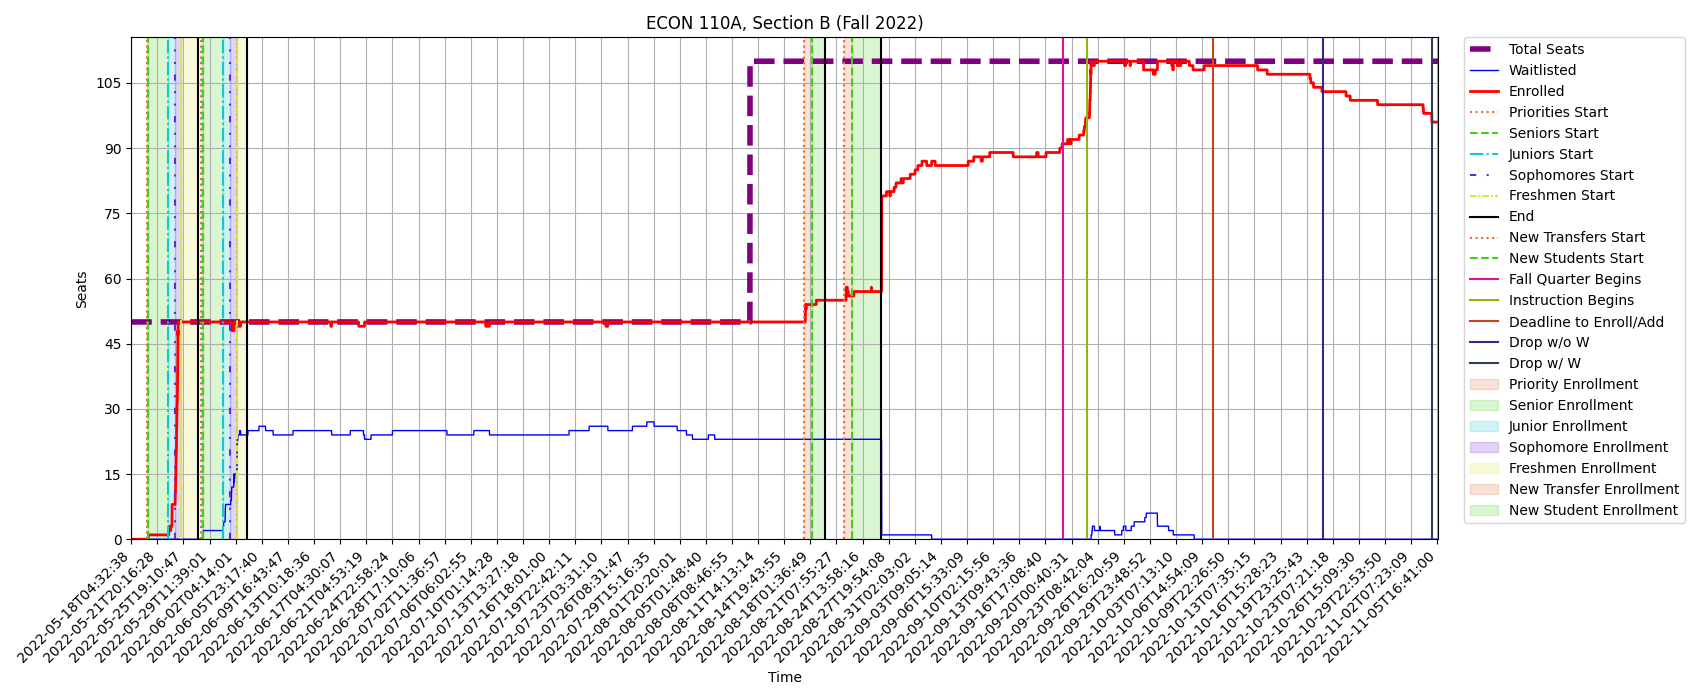 ECON 110A, Section B (Fall 2022)
Seats
105
90
75
60
45
30
15
0
2022-05-18T04:32:38
2022-05-21T20:16:28
2022-05-25T19:10:47
2022-05-29T11:39:01
2022-06-02T04:14:01
2022-06-05T23:17:40
2022-06-09T16:43:47
2022-06-13T10:18:36
2022-06-17T04:30:07
2022-06-21T04:53:19
2022-06-24T22:58:24
2022-06-28T17:10:06
2022-07-02T11:36:57
2022-07-06T06:02:55
2022-07-10T01:14:28
2022-07-13T13:27:18
2022-07-16T18:01:00
2022-07-19T22:42:11
2022-07-23T03:31:10
2022-07-26T08:31:47
2022-07-29T15:16:35
2022-08-01T20:20:01
2022-08-05T01:48:40
2022-08-08T08:46:55
2022-08-11T14:13:14
2022-08-14T19:43:55
2022-08-18T01:36:49
2022-08-21T07:55:27
2022-08-24T13:58:16
2022-08-27T19:54:08
2022-08-31T02:03:02
2022-09-03T09:05:14
2022-09-06T15:33:09
2022-09-10T02:15:56
2022-09-13T09:43:36
2022-09-16T17:08:40
2022-09-20T00:40:31
2022-09-23T08:42:04
2022-09-26T16:20:59
2022-09-29T23:48:52
2022-10-03T07:13:10
2022-10-06T14:54:09
2022-10-09T22:26:50
2022-10-13T07:35:15
2022-10-16T15:28:23
2022-10-19T23:25:43
2022-10-23T07:21:18
2022-10-26T15:09:30
2022-10-29T22:53:50
2022-11-02T07:23:09
2022-11-05T16:41:00
Time
Total Seats
Waitlisted
Enrolled
Priorities Start
Seniors Start
Juniors Start
Sophomores Start
Freshmen Start
End
New Transfers Start
New Students Start
Fall Quarter Begins
Instruction Begins
Deadline to Enroll/Add
Drop w/o W
Drop w/ W
Priority Enrollment
Senior Enrollment
Junior Enrollment
Sophomore Enrollment
Freshmen Enrollment
New Transfer Enrollment
New Student Enrollment